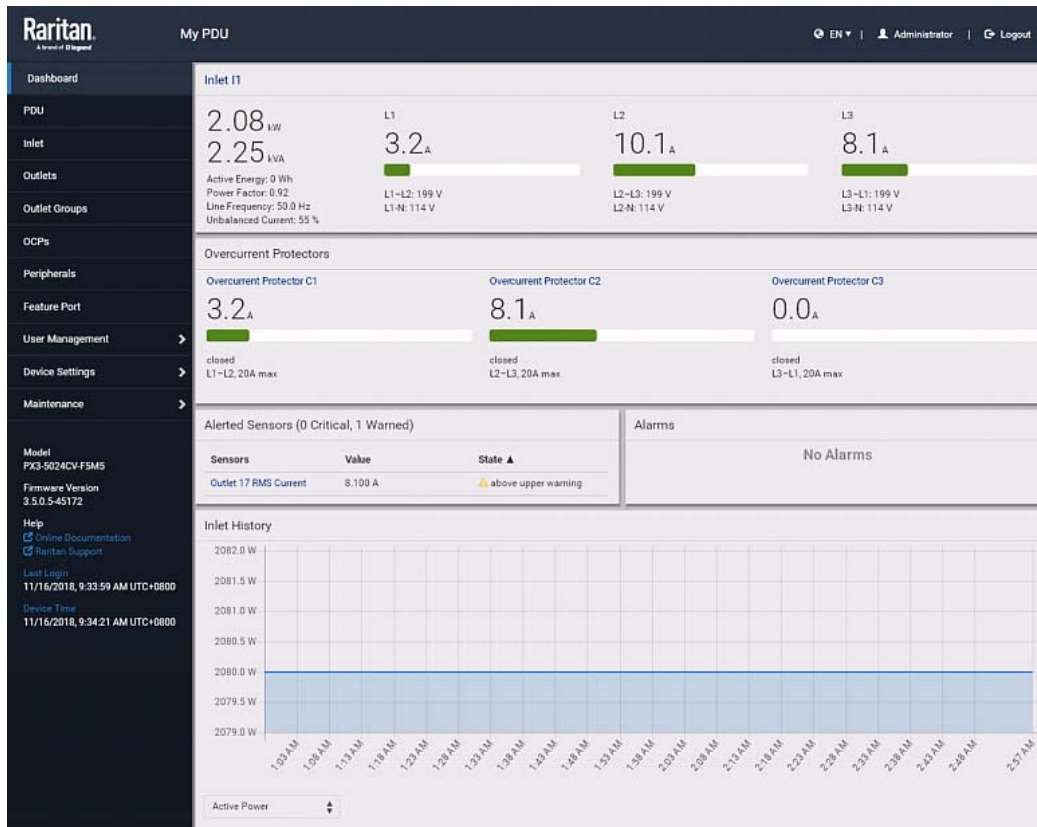 Raritan.
A brand of legrand
My PDU
EN
Administrator
Logout
Dashboard
PDU
Inlet
Outlets
Outlet Groups
OCPs
Peripherals
Feature Port
User Management
Device Settings
Maintenance
Model
PX3-5024CV-F5M5
Firmware Version
3.5.0.5-45172
Help
Online Documentation
Raritan Support
Last Login
11/16/2018, 9:33:59 AM UTC+0800
Device Time
11/16/2018, 9:34:21 AM UTC+0800
Inlet I1
2.08 kW
2.25 kVA
Active Energy: 0 Wh
Power Factor: 0.92
Line Frequency: 50.0 Hz
Unbalanced Current: 55 %
L1
3.2 A
L1-L2: 199 V
L1-N: 114 V
L2
10.1 A
L2-L3: 199 V
L2-N: 114 V
L3
8.1 A
L3-L1: 199 V
L3-N: 114 V
Overcurrent Protectors
Overcurrent Protector C1
3.2 A
closed
L1-L2, 20A max
Overcurrent Protector C2
8.1 A
closed
L2-L3, 20A max
Overcurrent Protector C3
0.0 A
closed
L3-L1, 20A max
Alerted Sensors (0 Critical, 1 Warned)
Sensors Value State ▲
Outlet 17 RMS Current 8.100 A above upper warning
Alarms
No Alarms
Inlet History
2082.0 W
2081.5 W
2081.0 W
2080.5 W
2080.0 W
2079.5 W
2079.0 W
1:03 AM
1:08 AM
1:13 AM
1:18 AM
1:23 AM
1:28 AM
1:33 AM
1:38 AM
1:43 AM
1:48 AM
1:53 AM
1:58 AM
2:03 AM
2:08 AM
2:13 AM
2:18 AM
2:23 AM
2:28 AM
2:33 AM
2:38 AM
2:43 AM
2:48 AM
2:57 AM
Active Power